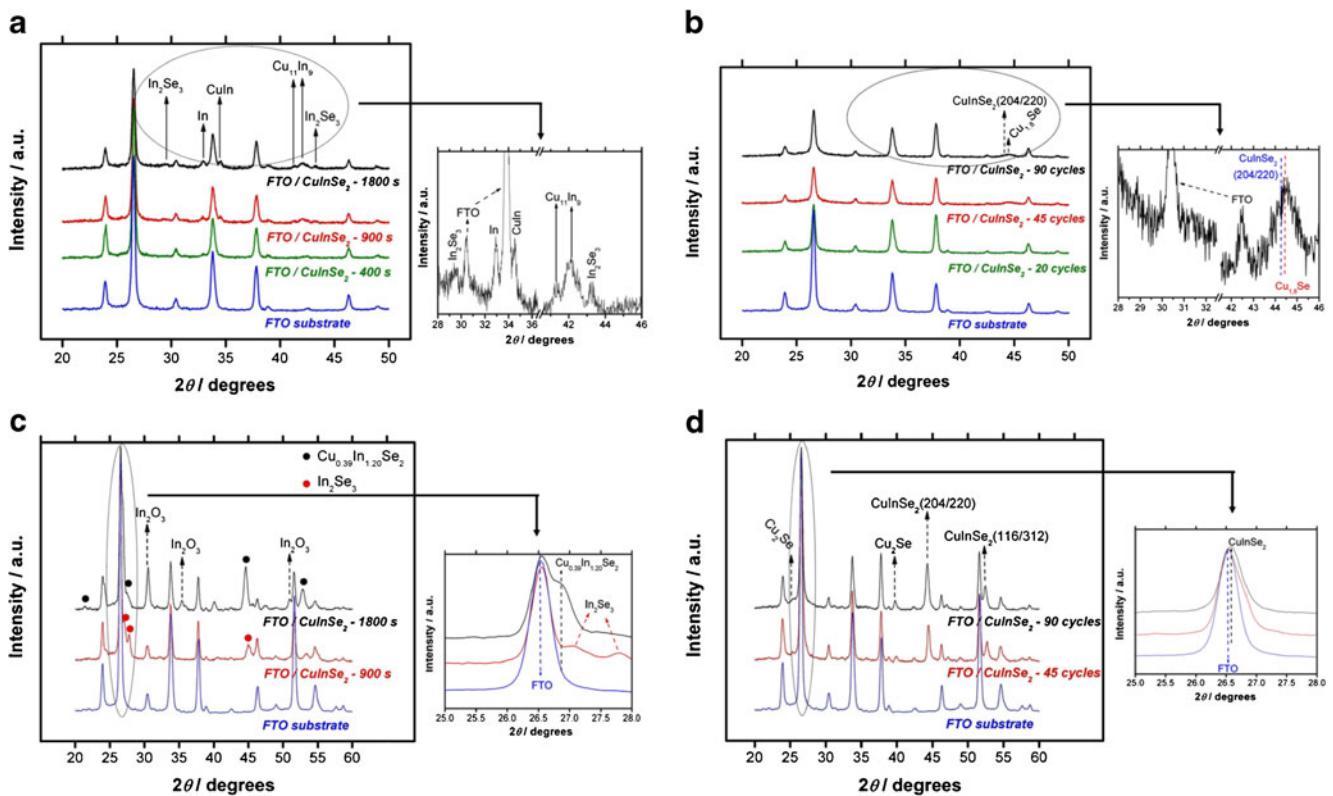 a
Intensity / a.u.
In2Se3
In
CuIn
Cu11In9
In2Se3
FTO / CuInSe2 - 1800 s
FTO / CuInSe2 - 900 s
FTO / CuInSe2 - 400 s
FTO substrate
20 25 30 35 40 45 50
2θ / degrees
Intensity / a.u.
In2Se3
FTO
In
CuIn
Cu11In9
In2Se3
28 30 32 34 36 42 44 46
2θ / degrees
b
Intensity / a.u.
CuInSe2(204/220)
Cu1.8Se
FTO / CuInSe2 - 90 cycles
FTO / CuInSe2 - 45 cycles
FTO / CuInSe2 - 20 cycles
FTO substrate
20 25 30 35 40 45 50
2θ / degrees
Intensity / a.u.
CuInSe2
(204/220)
FTO
Cu1.8Se
28 29 30 31 32 42 43 44 45 46
2θ / degrees
c
Intensity / a.u.
Cu0.39In1.20Se2
In2Se3
In2O3
In2O3
In2O3
FTO / CuInSe2 - 1800 s
FTO / CuInSe2 - 900 s
FTO substrate
20 25 30 35 40 45 50 55 60
2θ / degrees
Intensity / a.u.
Cu0.39In1.20Se2
In2Se3
FTO
25.0 25.5 26.0 26.5 27.0 27.5 28.0
2θ / degrees
d
Intensity / a.u.
Cu2Se
Cu2Se
CuInSe2(204/220)
CuInSe2(116/312)
FTO / CuInSe2 - 90 cycles
FTO / CuInSe2 - 45 cycles
FTO substrate
20 25 30 35 40 45 50 55 60
2θ / degrees
Intensity / a.u.
CuInSe2
FTO
25.0 25.5 26.0 26.5 27.0 27.5 28.0
2θ / degrees